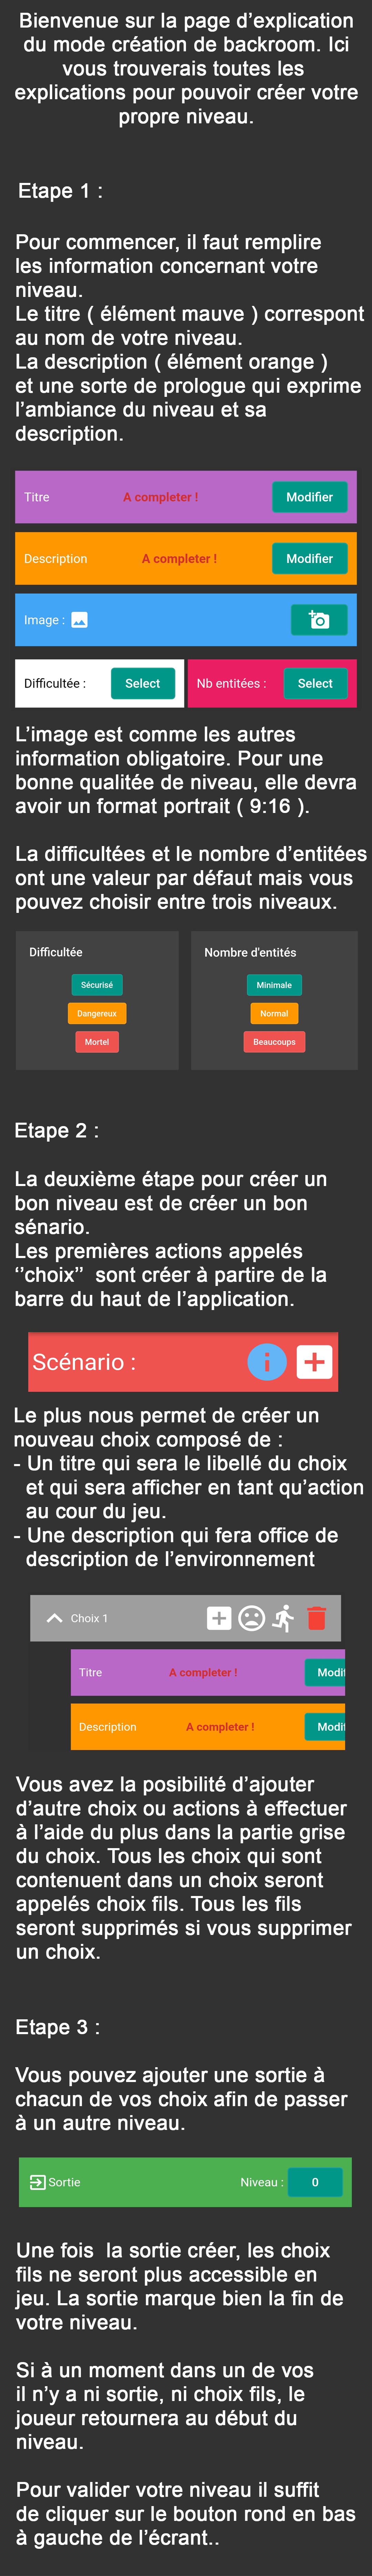 Bienvenue sur la page d’explication
du mode création de backroom. Ici
vous trouverais toutes les
explications pour pouvoir créer votre
propre niveau.
Etape 1 :
Pour commencer, il faut remplire
les information concernant votre
niveau.
Le titre ( élément mauve ) correspont
au nom de votre niveau.
La description ( élément orange )
et une sorte de prologue qui exprime
l’ambiance du niveau et sa
description.
Titre A completer ! Modifier
Description A completer ! Modifier
Image :
Difficultée : Select Nb entitées : Select
L’image est comme les autres
information obligatoire. Pour une
bonne qualitée de niveau, elle devra
avoir un format portrait ( 9:16 ).
La difficultées et le nombre d’entitées
ont une valeur par défaut mais vous
pouvez choisir entre trois niveaux.
Difficultée Nombre d'entités
Sécurisé Minimale
Dangereux Normal
Mortel Beaucoups
Etape 2 :
La deuxième étape pour créer un
bon niveau est de créer un bon
sénario.
Les premières actions appelés
‘’choix’’ sont créer à partire de la
barre du haut de l’application.
Scénario :
Le plus nous permet de créer un
nouveau choix composé de :
- Un titre qui sera le libellé du choix
et qui sera afficher en tant qu’action
au cour du jeu.
- Une description qui fera office de
description de l’environnement
Choix 1
Titre A completer ! Modif
Description A completer ! Modif
Vous avez la posibilité d’ajouter
d’autre choix ou actions à effectuer
à l’aide du plus dans la partie grise
du choix. Tous les choix qui sont
contenuent dans un choix seront
appelés choix fils. Tous les fils
seront supprimés si vous supprimer
un choix.
Etape 3 :
Vous pouvez ajouter une sortie à
chacun de vos choix afin de passer
à un autre niveau.
Sortie Niveau : 0
Une fois la sortie créer, les choix
fils ne seront plus accessible en
jeu. La sortie marque bien la fin de
votre niveau.
Si à un moment dans un de vos
il n’y a ni sortie, ni choix fils, le
joueur retournera au début du
niveau.
Pour valider votre niveau il suffit
de cliquer sur le bouton rond en bas
à gauche de l’écrant..